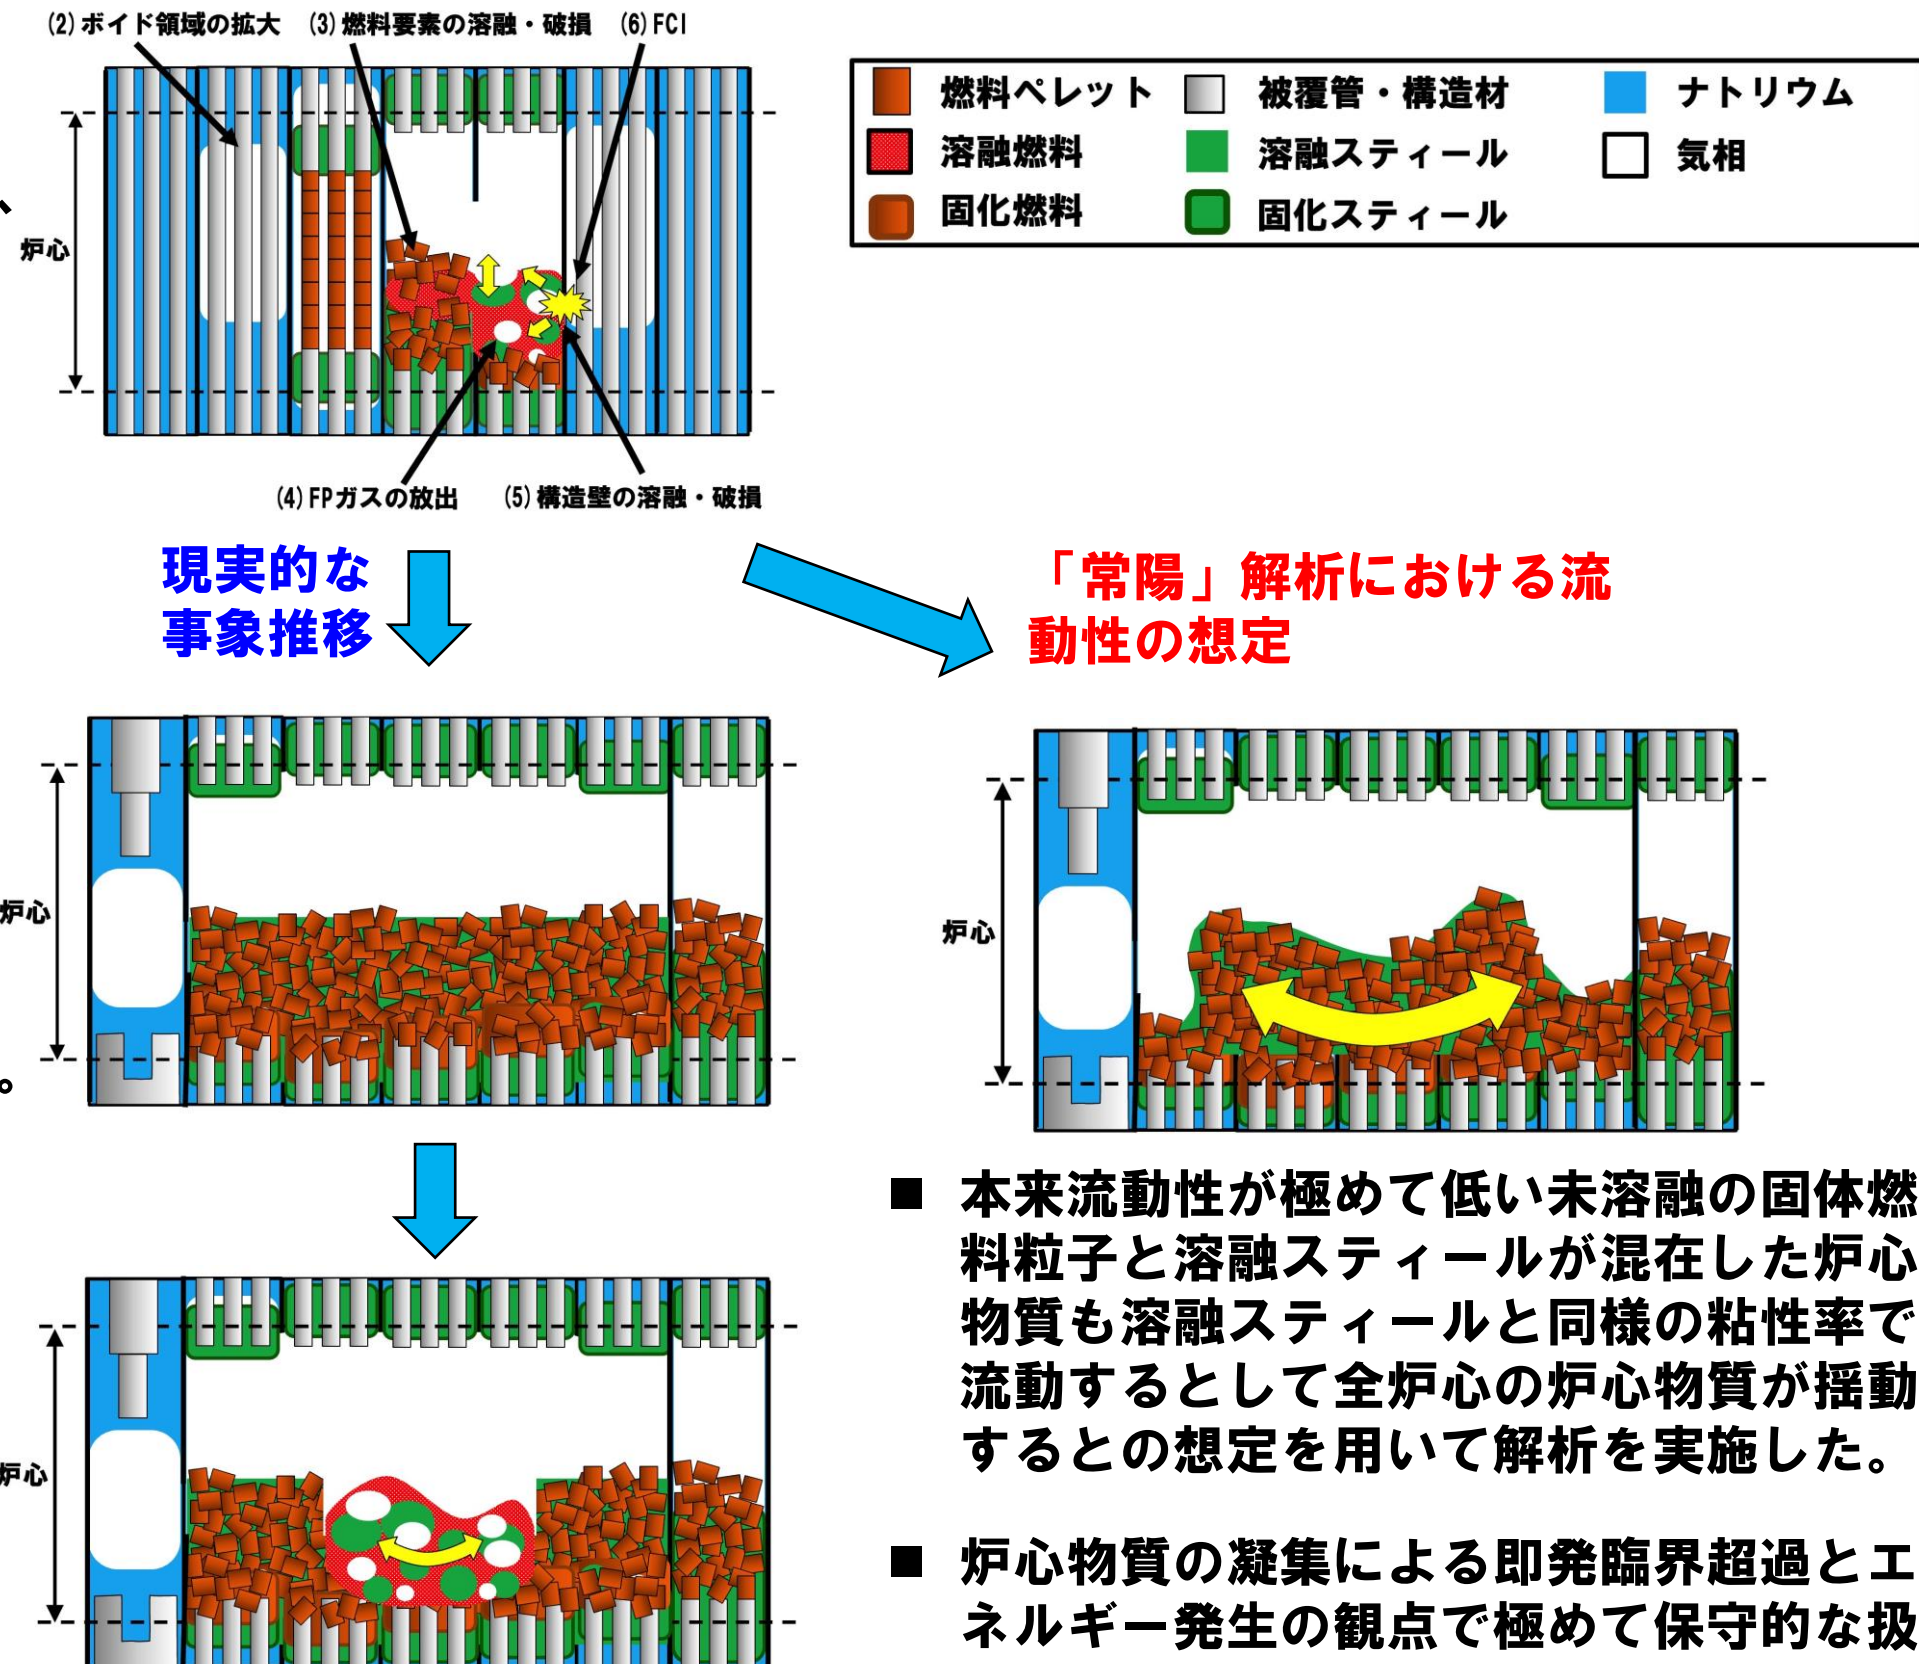 (2)ボイド領域の拡大 (3)燃料要素の溶融・破損 (6)FCI
燃料ペレット 被覆管・構造材 ナトリウム
溶融燃料 溶融スティール 気相
固化燃料 固化スティール
、
炉心
(4)FPガスの放出 (5)構造壁の溶融・破損
現実的な
事象推移
「常陽」解析における流
動性の想定
炉心
炉心
。
■ 本来流動性が極めて低い未溶融の固体燃
料粒子と溶融スティールが混在した炉心
物質も溶融スティールと同様の粘性率で
流動するとして全炉心の炉心物質が揺動
するとの想定を用いて解析を実施した。
炉心
■ 炉心物質の凝集による即発臨界超過とエ
ネルギー発生の観点で極めて保守的な扱